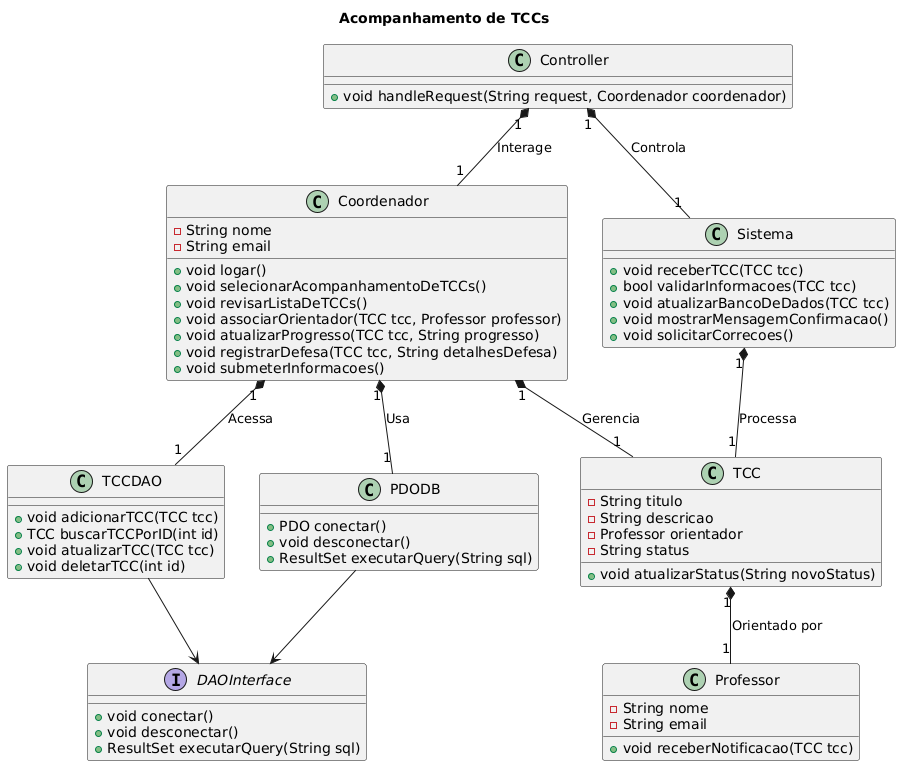 Acompanhamento de TCCs
C Controller
void handleRequest(String request, Coordenador coordenador)
1
1
Interage
Controla
1
1
C Coordenador
String nome
String email
void logar()
void selecionarAcompanhamentoDeTCCs()
void revisarListaDeTCCs()
void associarOrientador(TCC tcc, Professor professor)
void atualizarProgresso(TCC tcc, String progresso)
void registrarDefesa(TCC tcc, String detalhesDefesa)
void submeterInformacoes()
C Sistema
void receberTCC(TCC tcc)
bool validarInformacoes(TCC tcc)
void atualizarBancoDeDados(TCC tcc)
void mostrarMensagemConfirmacao()
void solicitarCorrecoes()
1
1
1
1
Acessa
Usa
Gerencia
Processa
1
1
1
1
C TCCDAO
void adicionarTCC(TCC tcc)
TCC buscarTCCPorID(int id)
void atualizarTCC(TCC tcc)
void deletarTCC(int id)
C PDODB
PDO conectar()
void desconectar()
ResultSet executarQuery(String sql)
C TCC
String titulo
String descricao
Professor orientador
String status
void atualizarStatus(String novoStatus)
1
Orientado por
1
I DAOInterface
void conectar()
void desconectar()
ResultSet executarQuery(String sql)
C Professor
String nome
String email
void receberNotificacao(TCC tcc)